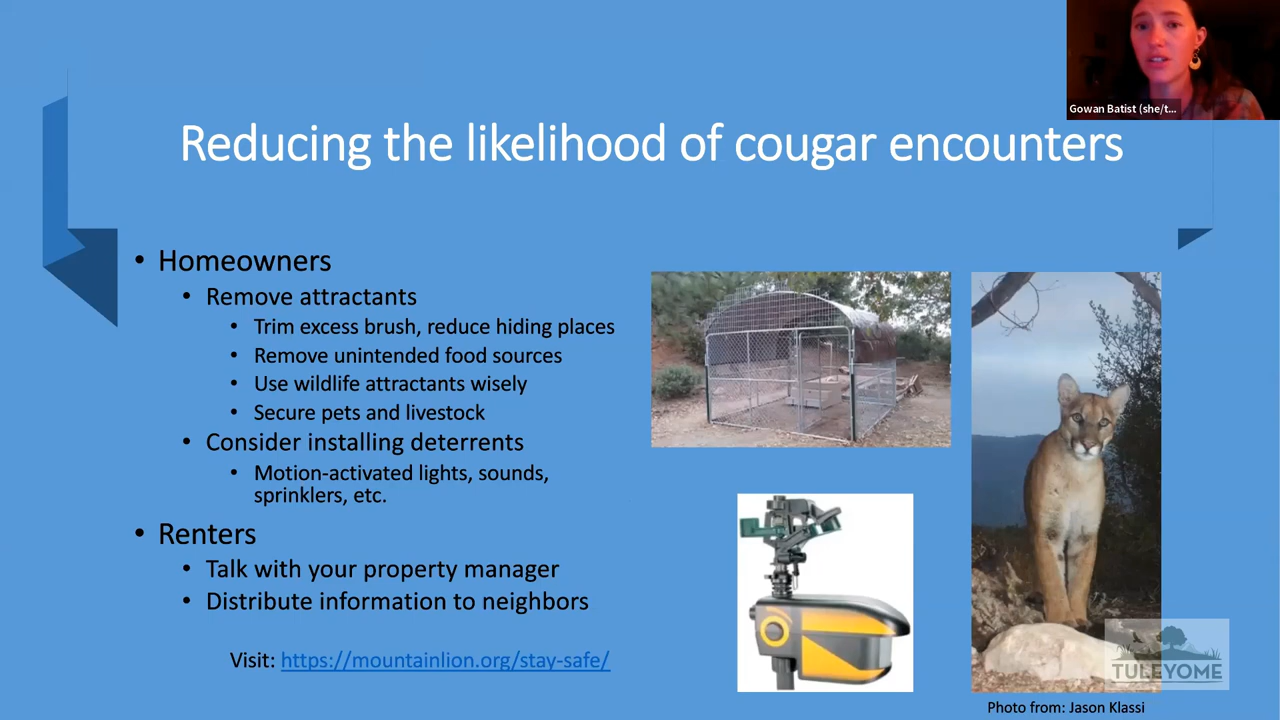 Gowan Batist (she/t...
Reducing the likelihood of cougar encounters
• Homeowners
• Remove attractants
• Trim excess brush, reduce hiding places
• Remove unintended food sources
• Use wildlife attractants wisely
• Secure pets and livestock
• Consider installing deterrents
• Motion-activated lights, sounds,
sprinklers, etc.
• Renters
• Talk with your property manager
• Distribute information to neighbors
Visit: https://mountainlion.org/stay-safe/
TULEYOME
Photo from: Jason Klassi